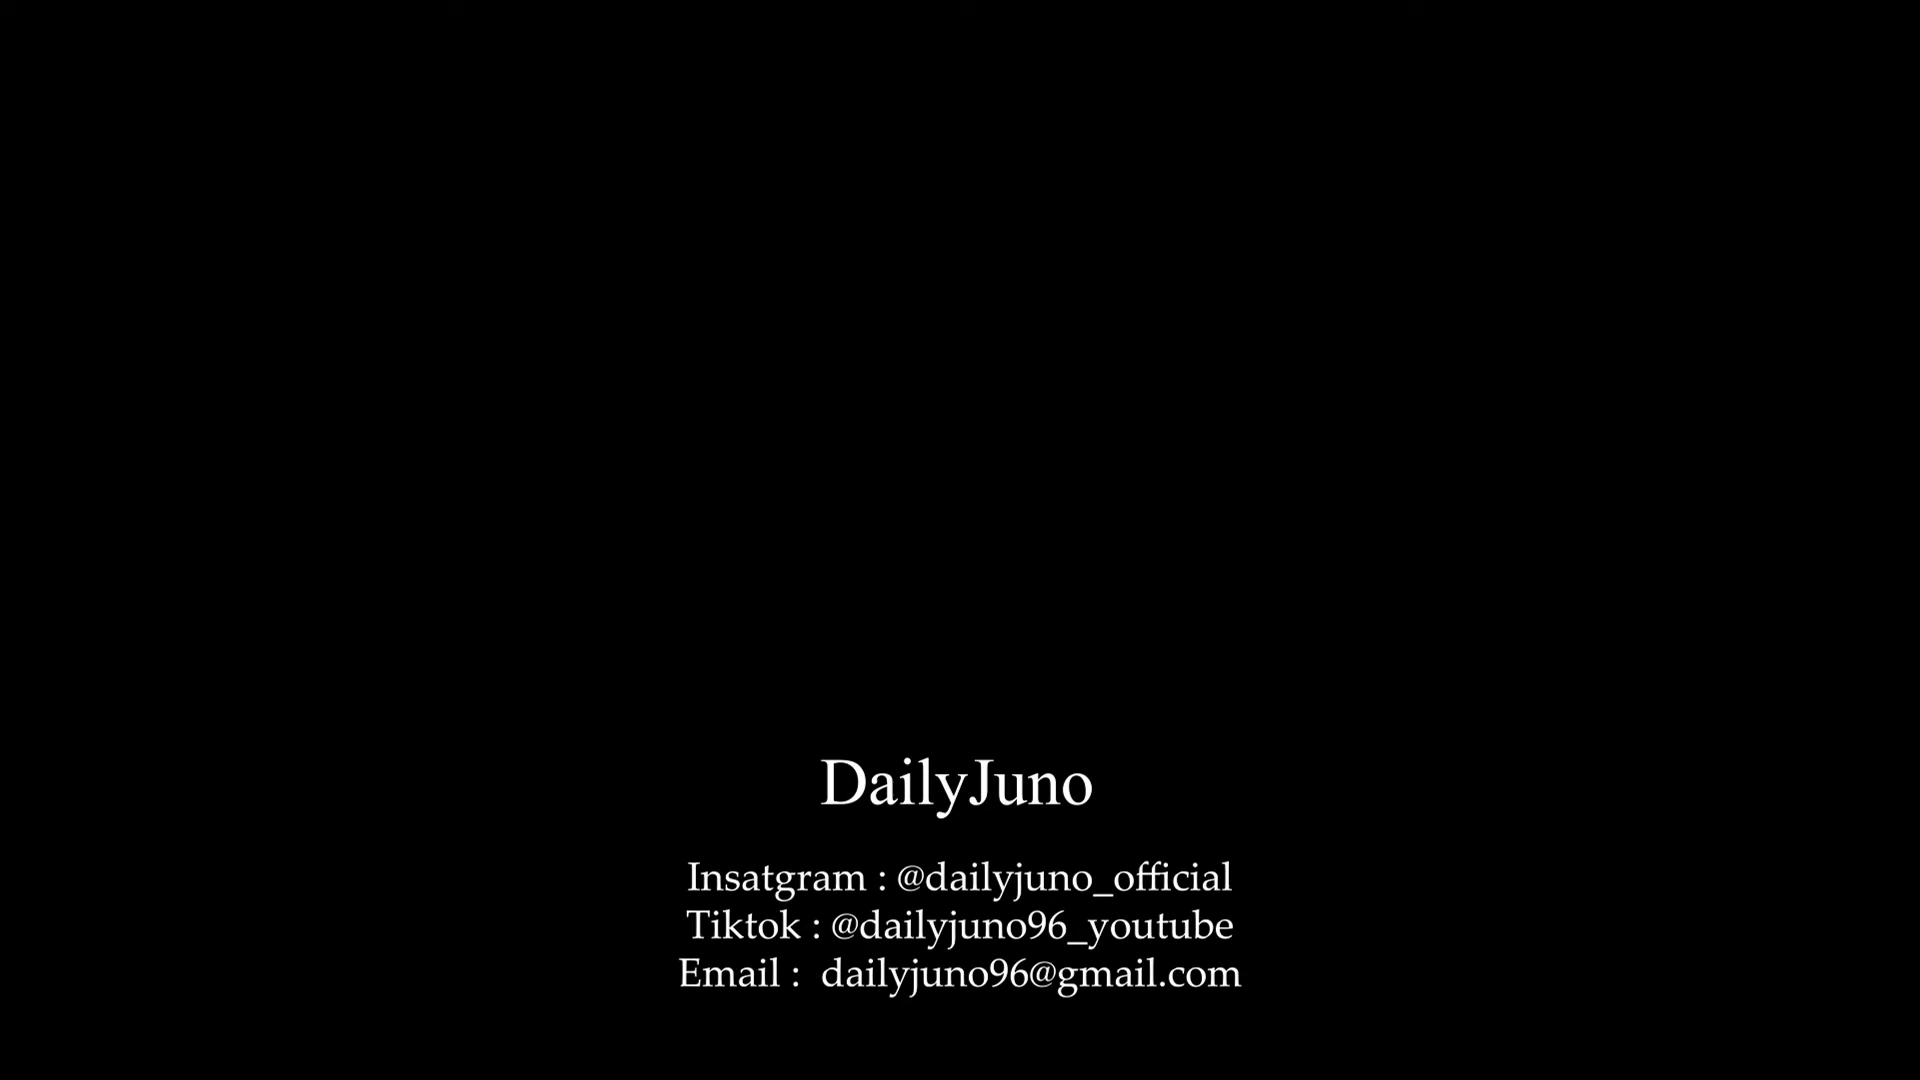 DailyJuno
Insatgram : @dailyjuno_official
Tiktok : @dailyjuno96_youtube
Email :  dailyjuno96@gmail.com